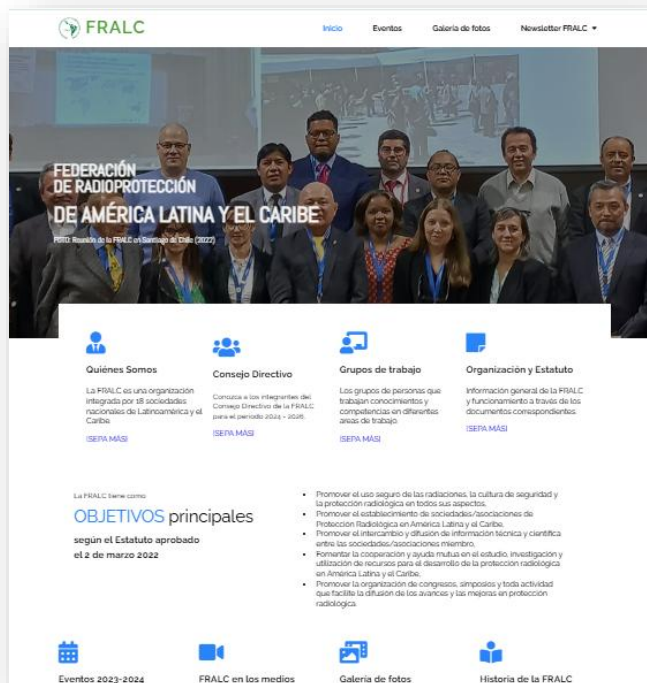 FRALC
Inicio Eventos Galería de fotos Newsletter FRALC
FEDERACIÓN
DE RADIOPROTECCIÓN
DE AMÉRICA LATINA Y EL CARIBE
FOTO: Reunión de la FRALC en Santiago de Chile (2022)
Quiénes Somos
La FRALC es una organización
integrada por 18 sociedades
nacionales de Latinoamérica y el
Caribe
(SEPA MÁS)
Consejo Directivo
Conozca a los integrantes del
Consejo Directivo de la FRALC
para el periodo 2024 - 2026.
(SEPA MÁS)
Grupos de trabajo
Los grupos de personas que
trabajan conocimientos y
competencias en diferentes
areas de trabajo
(SEPA MÁS)
Organización y Estatuto
Información general de la FRALC
y funcionamiento a través de los
documentos correspondientes.
(SEPA MÁS)
La FRALC tiene como
OBJETIVOS principales
según el Estatuto aprobado
el 2 de marzo 2022
• Promover el uso seguro de las radiaciones, la cultura de seguridad y
la protección radiológica en todos sus aspectos,
• Promover el establecimiento de sociedades/asociaciones de
Protección Radiológica en América Latina y el Caribe,
• Promover el intercambio y difusión de información técnica y científica
entre las sociedades/asociaciones miembro,
• Fomentar la cooperación y ayuda mutua en el estudio, investigación y
utilización de recursos para el desarrollo de la protección radiológica
en América Latina y el Caribe,
• Promover la organización de congresos, simposios y toda actividad
que facilite la difusión de los avances y las mejoras en protección
radiológica.
Eventos 2023-2024
FRALC en los medios
Galería de fotos
Historia de la FRALC